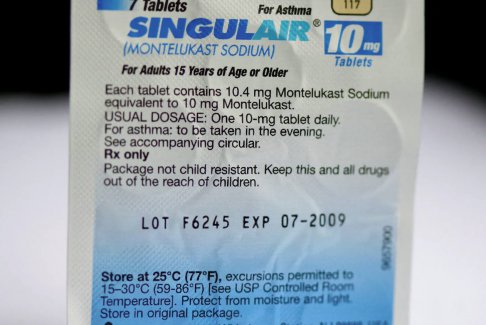 7 Tablets For Asthma 117
SINGULAIR®
(MONTELUKAST SODIUM)
10 mg
Tablets
For Adults 15 Years of Age or Older
Each tablet contains 10.4 mg Montelukast Sodium
equivalent to 10 mg Montelukast.
USUAL DOSAGE: One 10-mg tablet daily.
For asthma: to be taken in the evening.
See accompanying circular.
Rx only
Package not child resistant. Keep this and all drugs
out of the reach of children.
LOT F6245 EXP 07-2009
9657900
Store at 25°C (77°F), excursions permitted to
15–30°C (59-86°F) [see USP Controlled Room
Temperature]. Protect from moisture and light.
Store in original package.